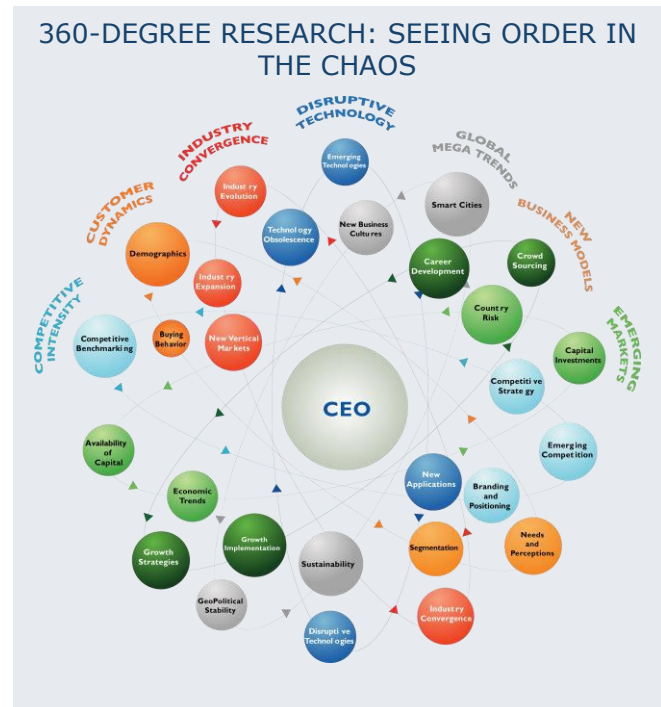 360-DEGREE RESEARCH: SEEING ORDER IN
THE CHAOS
COMPETITIVE
INTENSITY
CUSTOMER
DYNAMICS
INDUSTRY
CONVERGENCE
DISRUPTIVE
TECHNOLOGY
GLOBAL
MEGA TRENDS
NEW
BUSINESS MODELS
EMERGING
MARKETS
Emerging
Technologies
Industry
Evolution
Smart Cities
Technology
Obsolescence
New Business
Cultures
Demographics
Career
Development
Crowd
Sourcing
Industry
Expansion
Country
Risk
Competitive
Benchmarking
Buying
Behavior
New Vertical
Markets
Capital
Investments
Competitive
Strategy
CEO
Availability
of
Capital
Emerging
Competition
Economic
Trends
New
Applications
Branding
and
Positioning
Growth
Strategies
Growth
Implementation
Sustainability
Segmentation
Needs
and
Perceptions
GeoPolitical
Stability
Disruptive
Technologies
Industry
Convergence